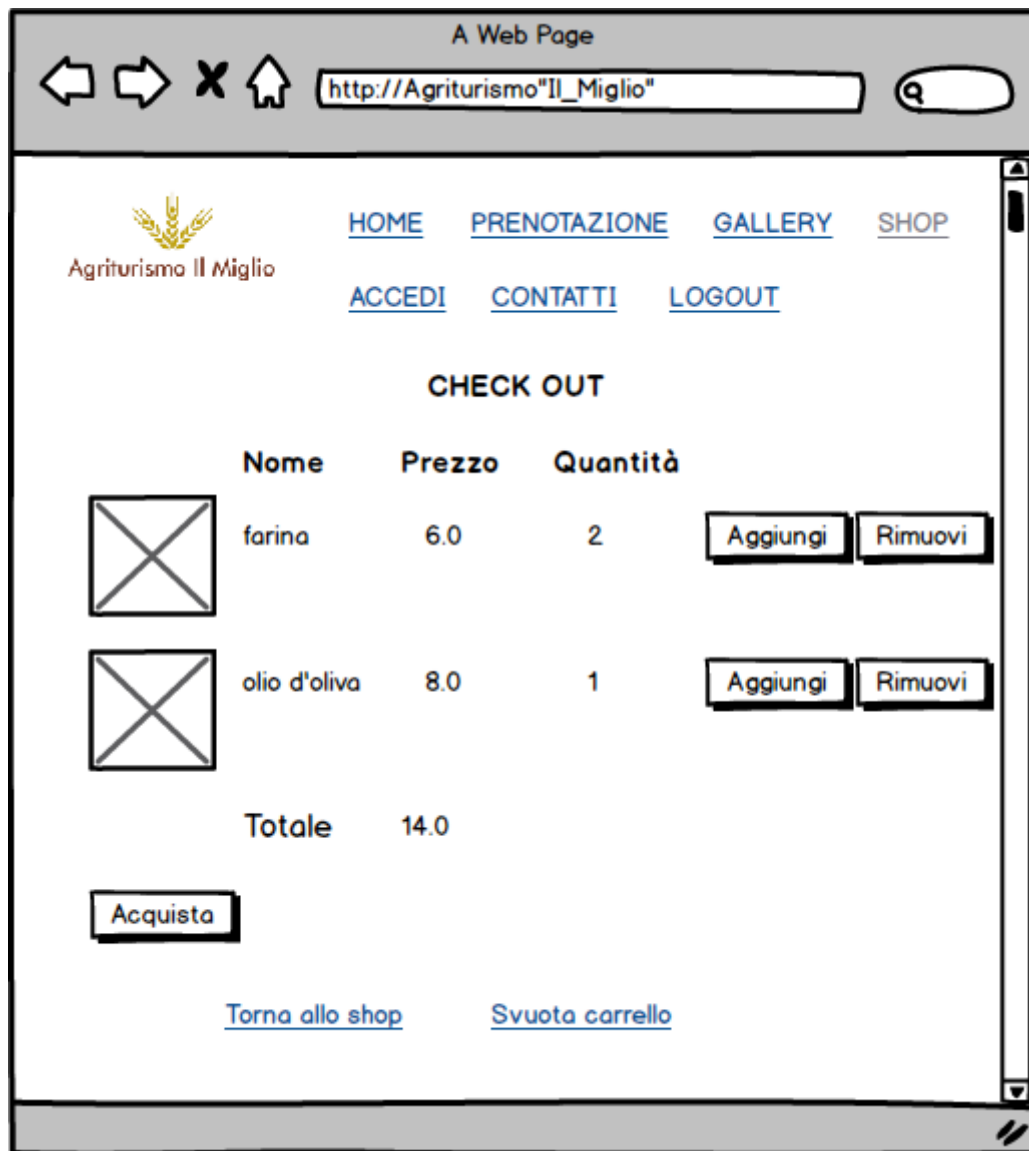 A Web Page
http://Agriturismo"Il_Miglio"
HOME PRENOTAZIONE GALLERY SHOP
Agriturismo Il Miglio
ACCEDI CONTATTI LOGOUT
CHECK OUT
Nome Prezzo Quantità
farina 6.0 2 Aggiungi Rimuovi
olio d'oliva 8.0 1 Aggiungi Rimuovi
Totale 14.0
Acquista
Torna allo shop Svuota carrello